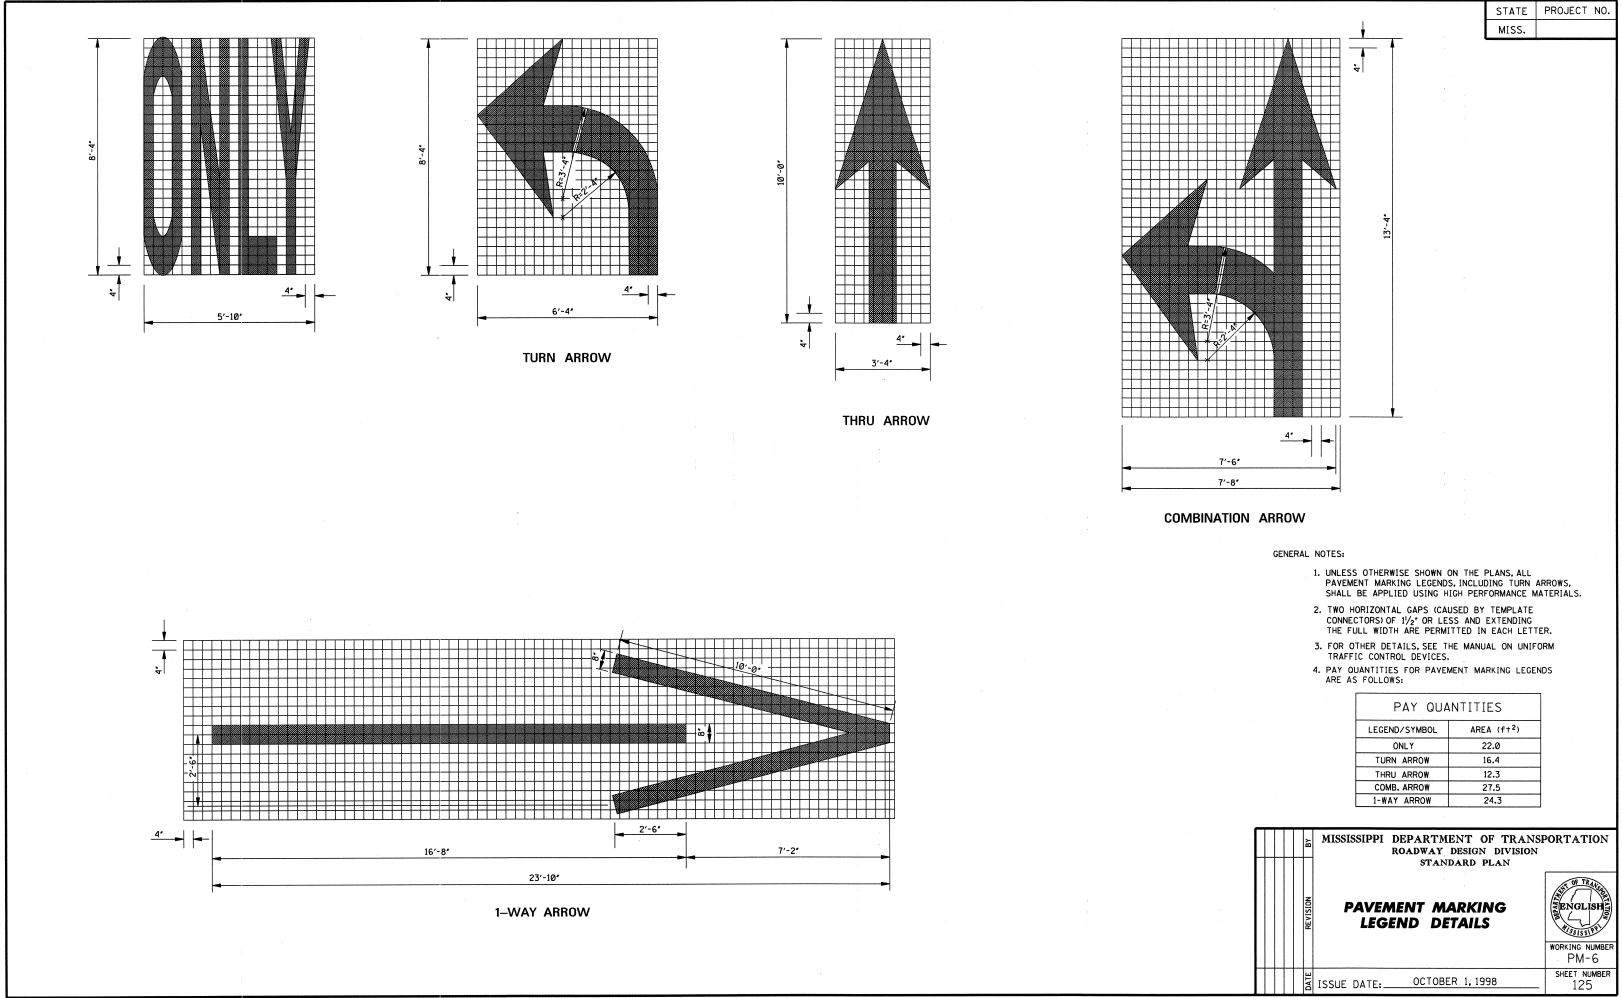 STATE PROJECT NO.
MISS.
ONLY
8'-4"
4"
4"
5'-10"
8'-4"
R=3'-4"
R=2'-4"
4"
4"
6'-4"
TURN ARROW
10'-0"
4"
4"
3'-4"
THRU ARROW
4"
13'-4"
R=3'-4"
R=2'-4"
4"
7'-6"
7'-8"
COMBINATION ARROW
4"
8"
10'-0"
8"
2'-6"
4"
2'-6"
16'-8"
7'-2"
23'-10"
1-WAY ARROW
GENERAL NOTES:
1. UNLESS OTHERWISE SHOWN ON THE PLANS, ALL
PAVEMENT MARKING LEGENDS, INCLUDING TURN ARROWS,
SHALL BE APPLIED USING HIGH PERFORMANCE MATERIALS.
2. TWO HORIZONTAL GAPS (CAUSED BY TEMPLATE
CONNECTORS) OF 1½" OR LESS AND EXTENDING
THE FULL WIDTH ARE PERMITTED IN EACH LETTER.
3. FOR OTHER DETAILS, SEE THE MANUAL ON UNIFORM
TRAFFIC CONTROL DEVICES.
4. PAY QUANTITIES FOR PAVEMENT MARKING LEGENDS
ARE AS FOLLOWS:
PAY QUANTITIES
LEGEND/SYMBOL AREA (ft²)
ONLY 22.0
TURN ARROW 16.4
THRU ARROW 12.3
COMB. ARROW 27.5
1-WAY ARROW 24.3
BY
REVISION
DATE
MISSISSIPPI DEPARTMENT OF TRANSPORTATION
ROADWAY DESIGN DIVISION
STANDARD PLAN
PAVEMENT MARKING
LEGEND DETAILS
DEPARTMENT OF TRANSPORTATION
ENGLISH
MISSISSIPPI
WORKING NUMBER
PM-6
ISSUE DATE: OCTOBER 1, 1998
SHEET NUMBER
125